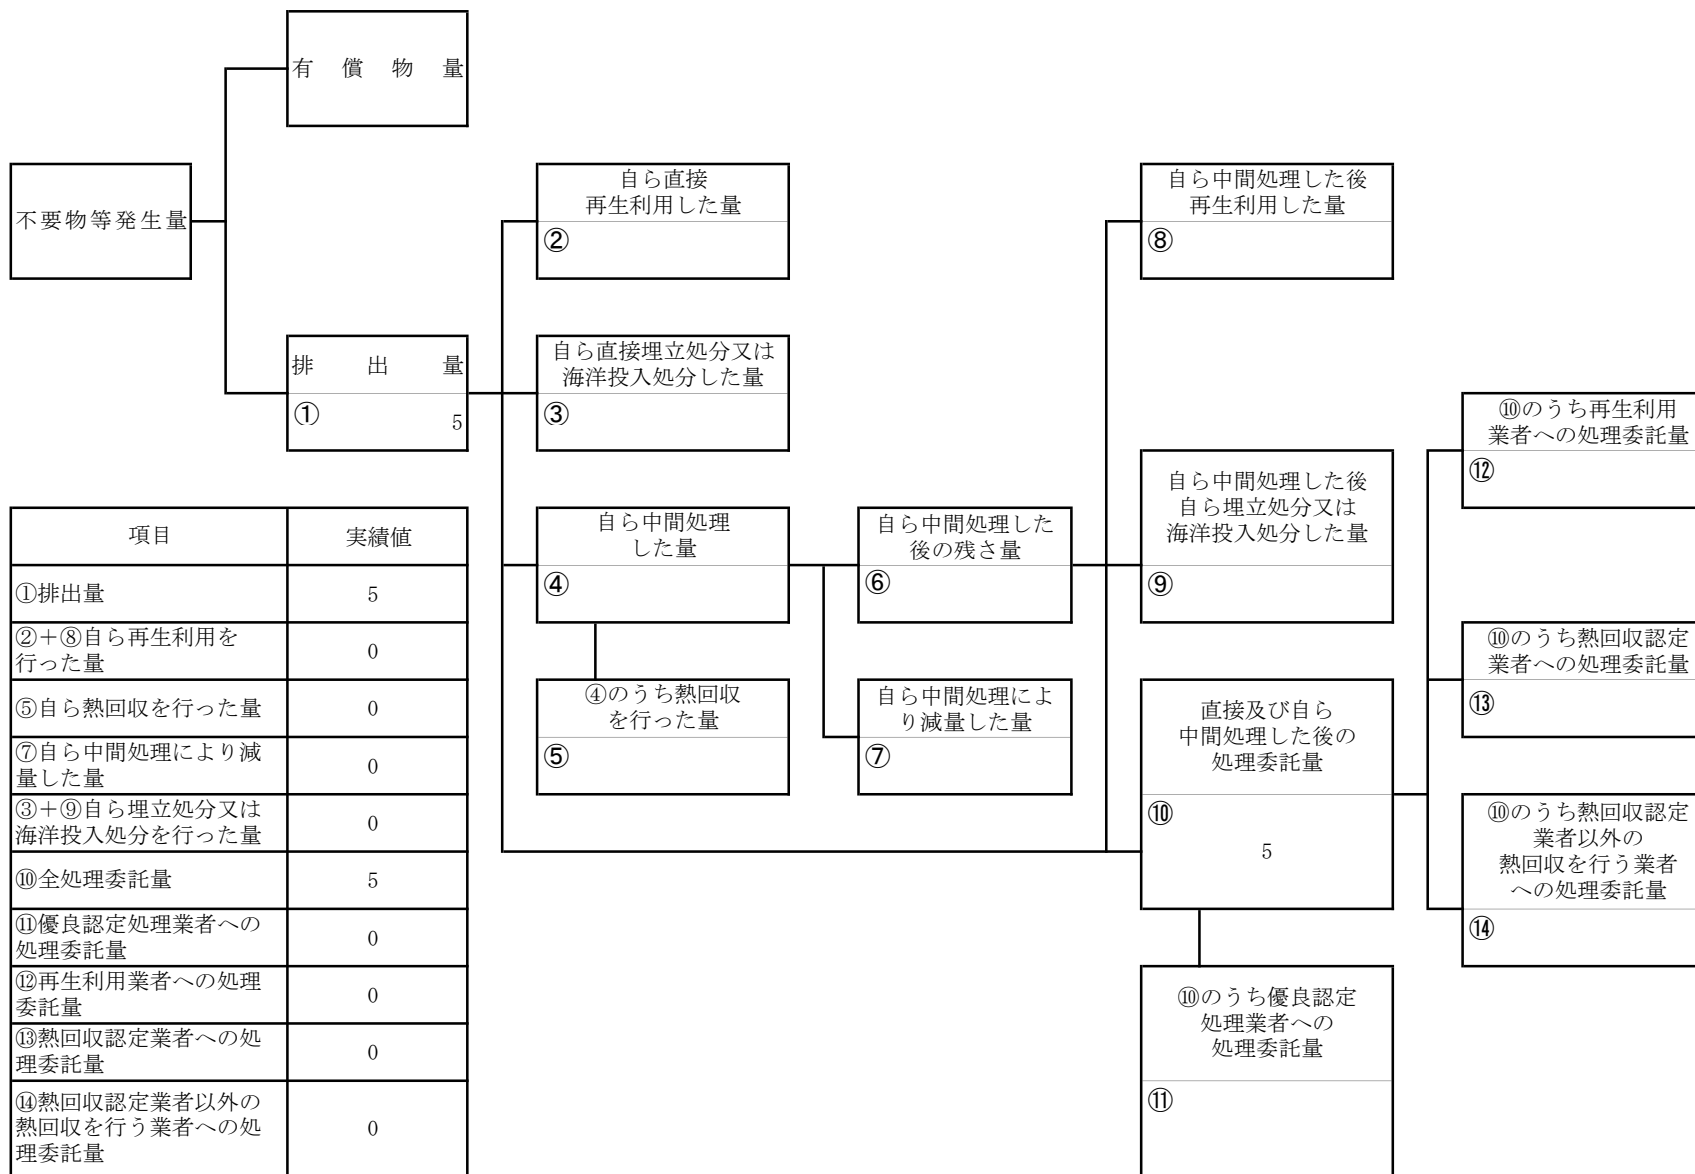 有償物量
不要物等発生量
自ら直接
再生利用した量
②
自ら中間処理した後
再生利用した量
⑧
排出量
①
5
自ら直接埋立処分又は
海洋投入処分した量
③
⑩のうち再生利用
業者への処理委託量
⑫
自ら中間処理
した量
④
自ら中間処理した
後の残さ量
⑥
自ら中間処理した後
自ら埋立処分又は
海洋投入処分した量
⑨
⑩のうち熱回収認定
業者への処理委託量
⑬
④のうち熱回収
を行った量
⑤
自ら中間処理によ
り減量した量
⑦
直接及び自ら
中間処理した後の
処理委託量
⑩
5
⑩のうち熱回収認定
業者以外の
熱回収を行う業者
への処理委託量
⑭
⑩のうち優良認定
処理業者への
処理委託量
⑪
項目 実績値
①排出量 5
②＋⑧自ら再生利用を
行った量 0
⑤自ら熱回収を行った量 0
⑦自ら中間処理により減
量した量 0
③＋⑨自ら埋立処分又は
海洋投入処分を行った量 0
⑩全処理委託量 5
⑪優良認定処理業者への
処理委託量 0
⑫再生利用業者への処理
委託量 0
⑬熱回収認定業者への処
理委託量 0
⑭熱回収認定業者以外の
熱回収を行う業者への処
理委託量 0